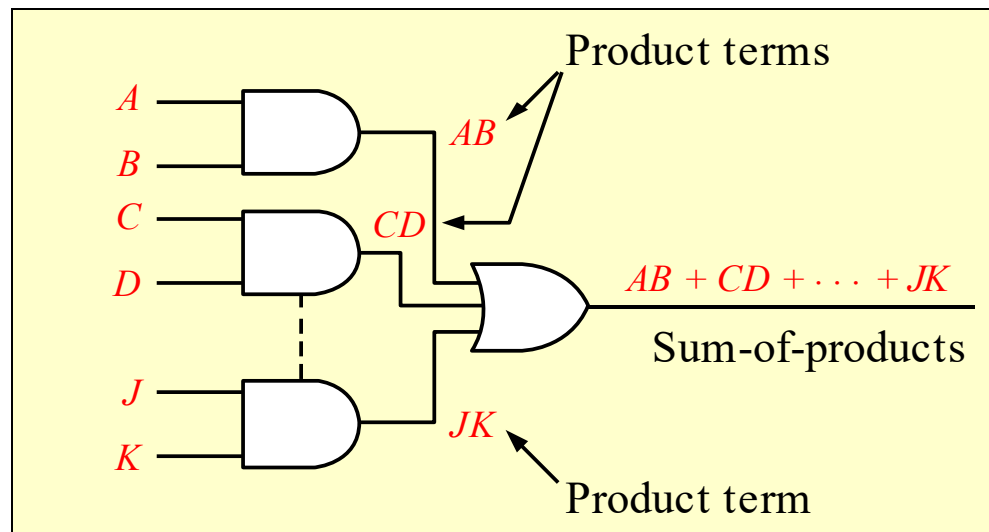 Product terms
A
AB
B
C
CD
D
AB + CD + · · · + JK
Sum-of-products
J
JK
K
Product term